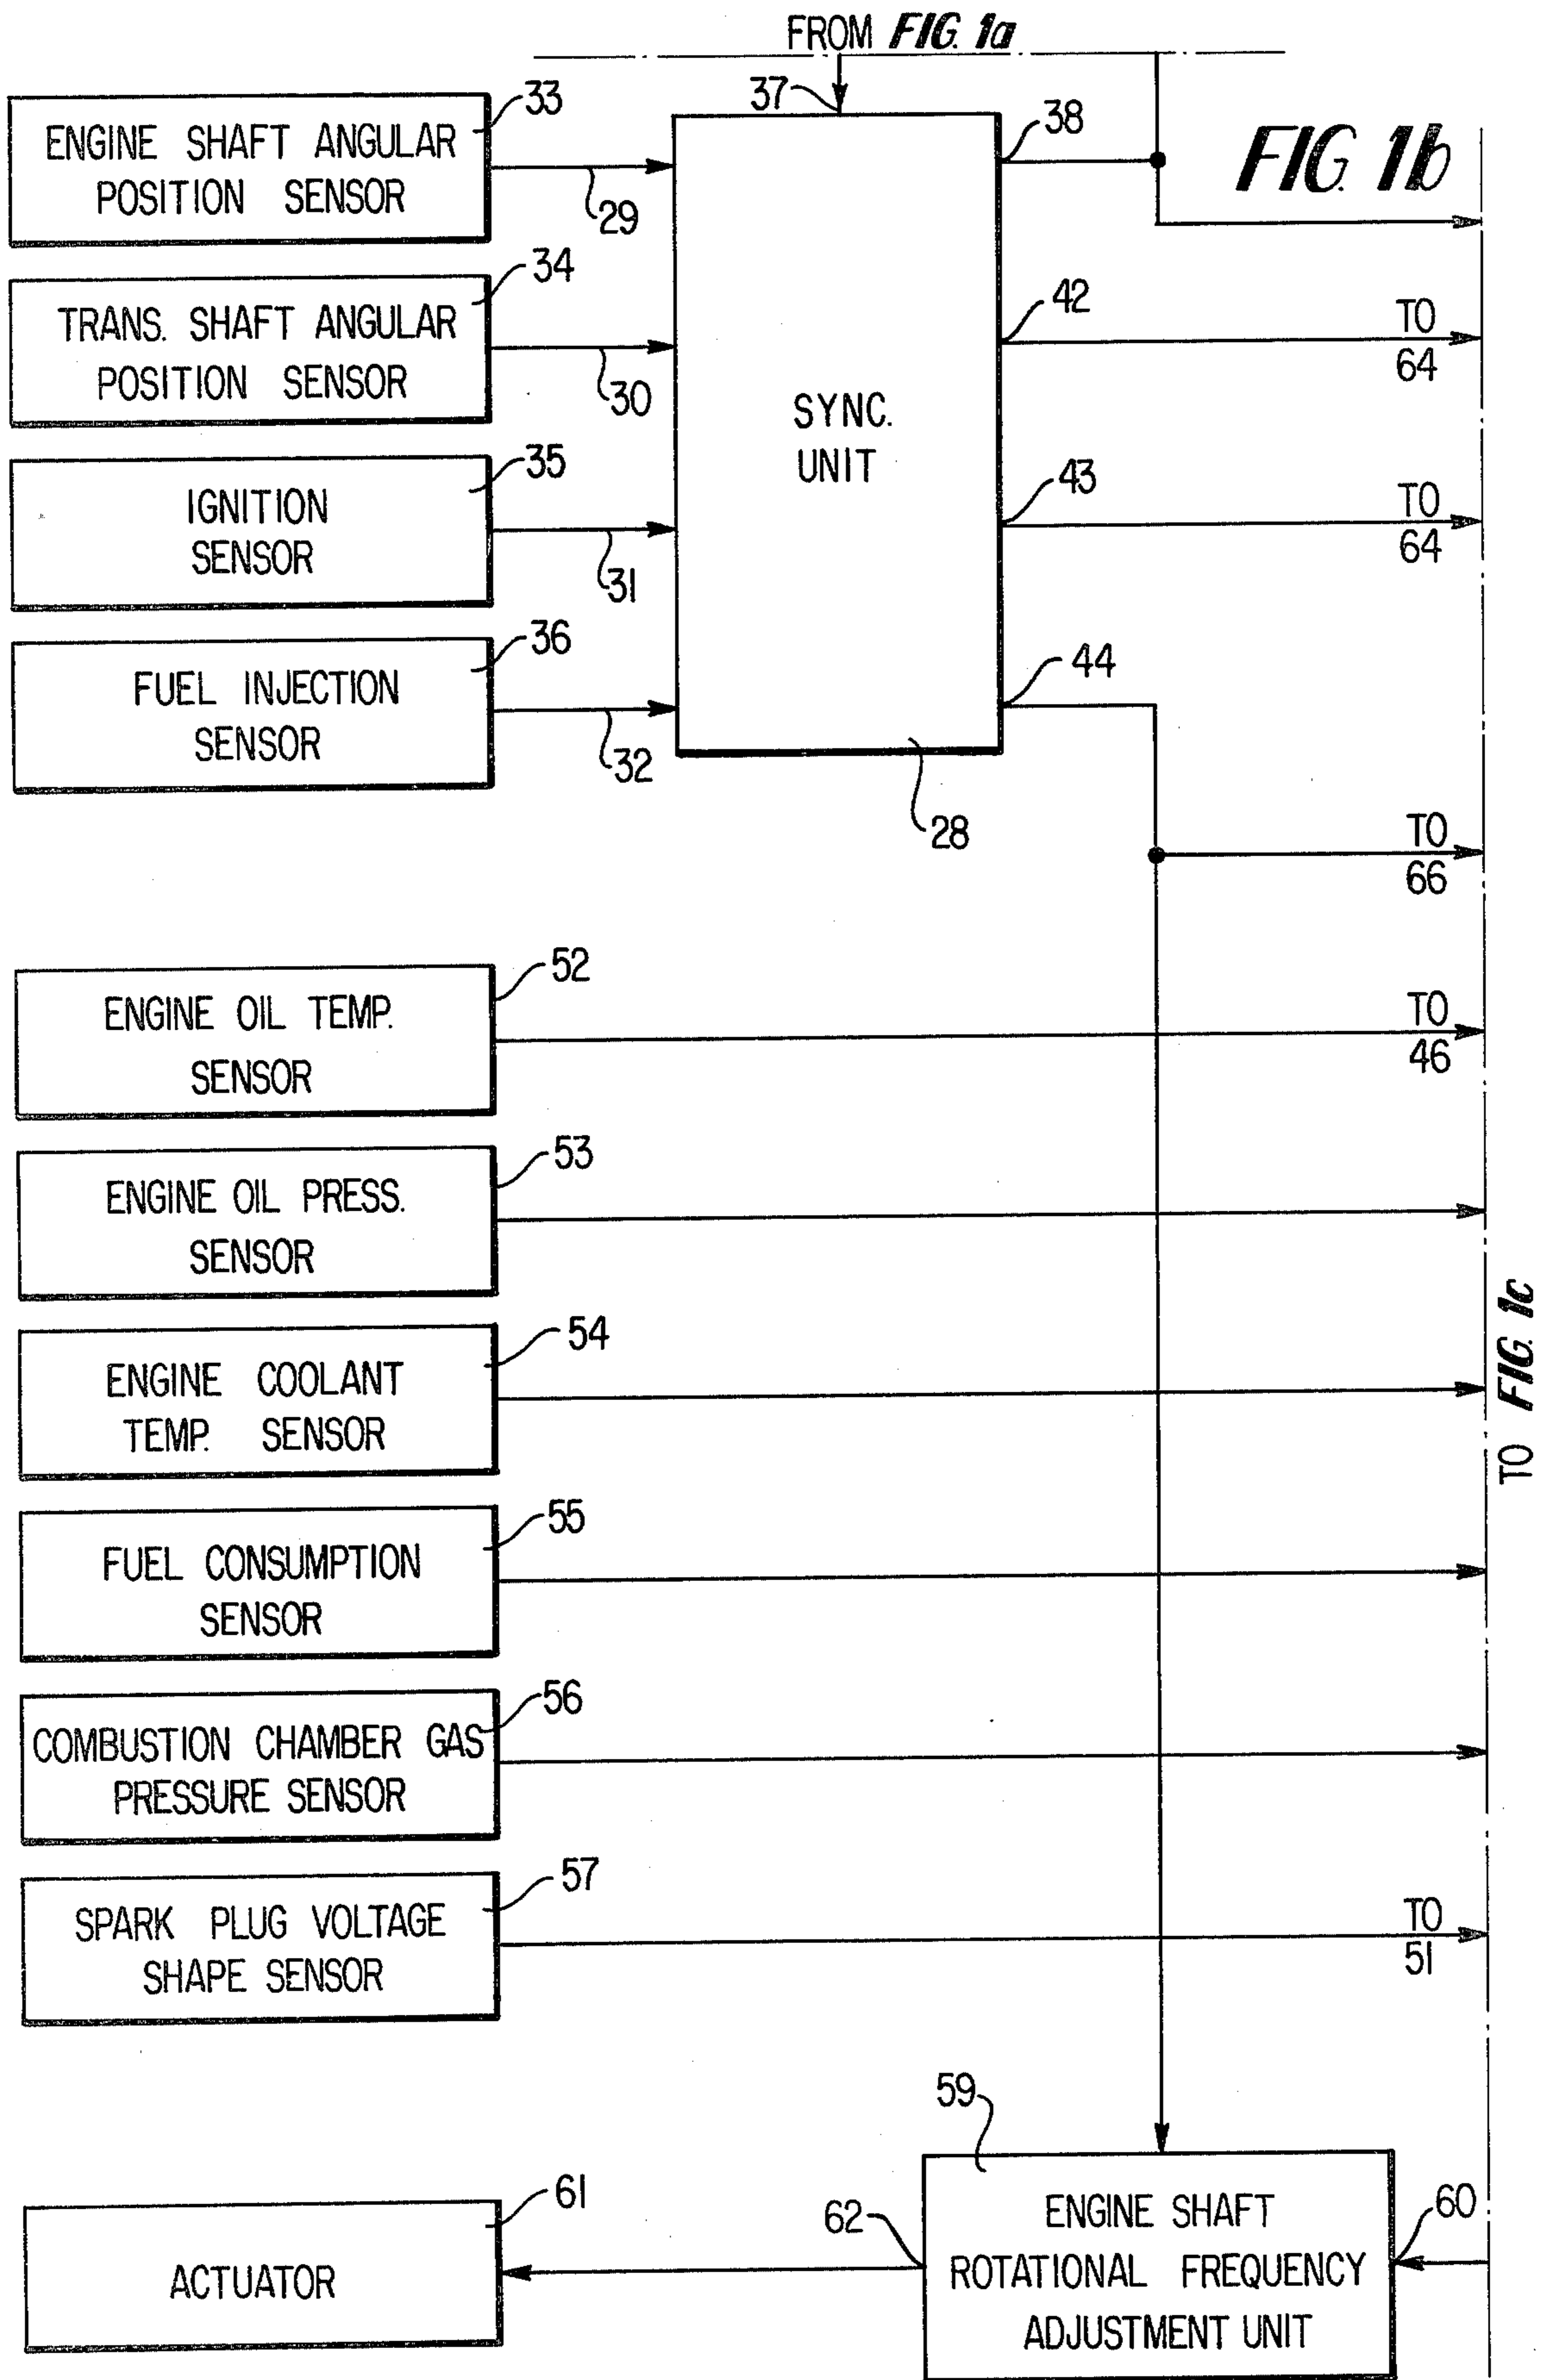 FROM FIG. 1a
37
38
FIG. 1b
33
ENGINE SHAFT ANGULAR
POSITION SENSOR
29
34
TRANS. SHAFT ANGULAR
POSITION SENSOR
30
42
TO
64
SYNC.
UNIT
35
IGNITION
SENSOR
31
43
TO
64
36
FUEL INJECTION
SENSOR
32
44
28
TO
66
52
ENGINE OIL TEMP.
SENSOR
TO
46
53
ENGINE OIL PRESS.
SENSOR
54
ENGINE COOLANT
TEMP. SENSOR
TO FIG. 1c
55
FUEL CONSUMPTION
SENSOR
56
COMBUSTION CHAMBER GAS
PRESSURE SENSOR
57
SPARK PLUG VOLTAGE
SHAPE SENSOR
TO
51
59
61
ACTUATOR
62
ENGINE SHAFT
ROTATIONAL FREQUENCY
ADJUSTMENT UNIT
60